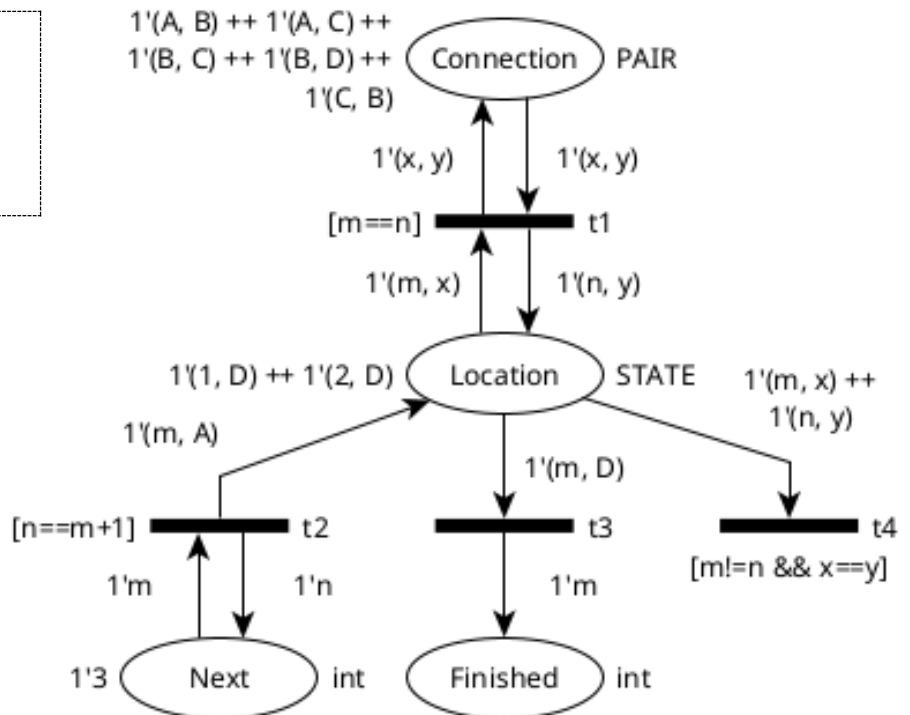 1'(A, B) ++ 1'(A, C) ++
1'(B, C) ++ 1'(B, D) ++
1'(C, B)
Connection
PAIR
1'(x, y)
1'(x, y)
[m==n]
t1
1'(m, x)
1'(n, y)
1'(1, D) ++ 1'(2, D)
Location
STATE
1'(m, x) ++
1'(n, y)
1'(m, A)
1'(m, D)
[n==m+1]
t2
t3
t4
[m!=n && x==y]
1'm
1'n
1'm
1'3
Next
int
Finished
int